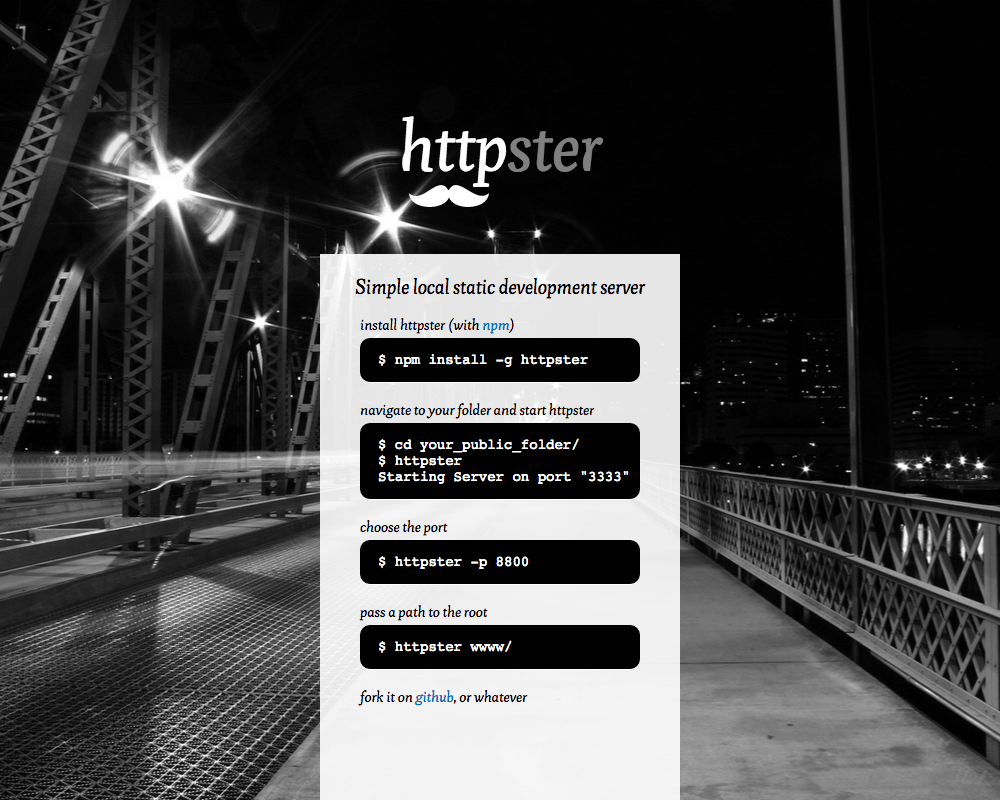 httpster
Simple local static development server
install httpster (with npm)
$ npm install -g httpster
navigate to your folder and start httpster
$ cd your_public_folder/
$ httpster
Starting Server on port "3333"
choose the port
$ httpster -p 8800
pass a path to the root
$ httpster wwww/
fork it on github, or whatever